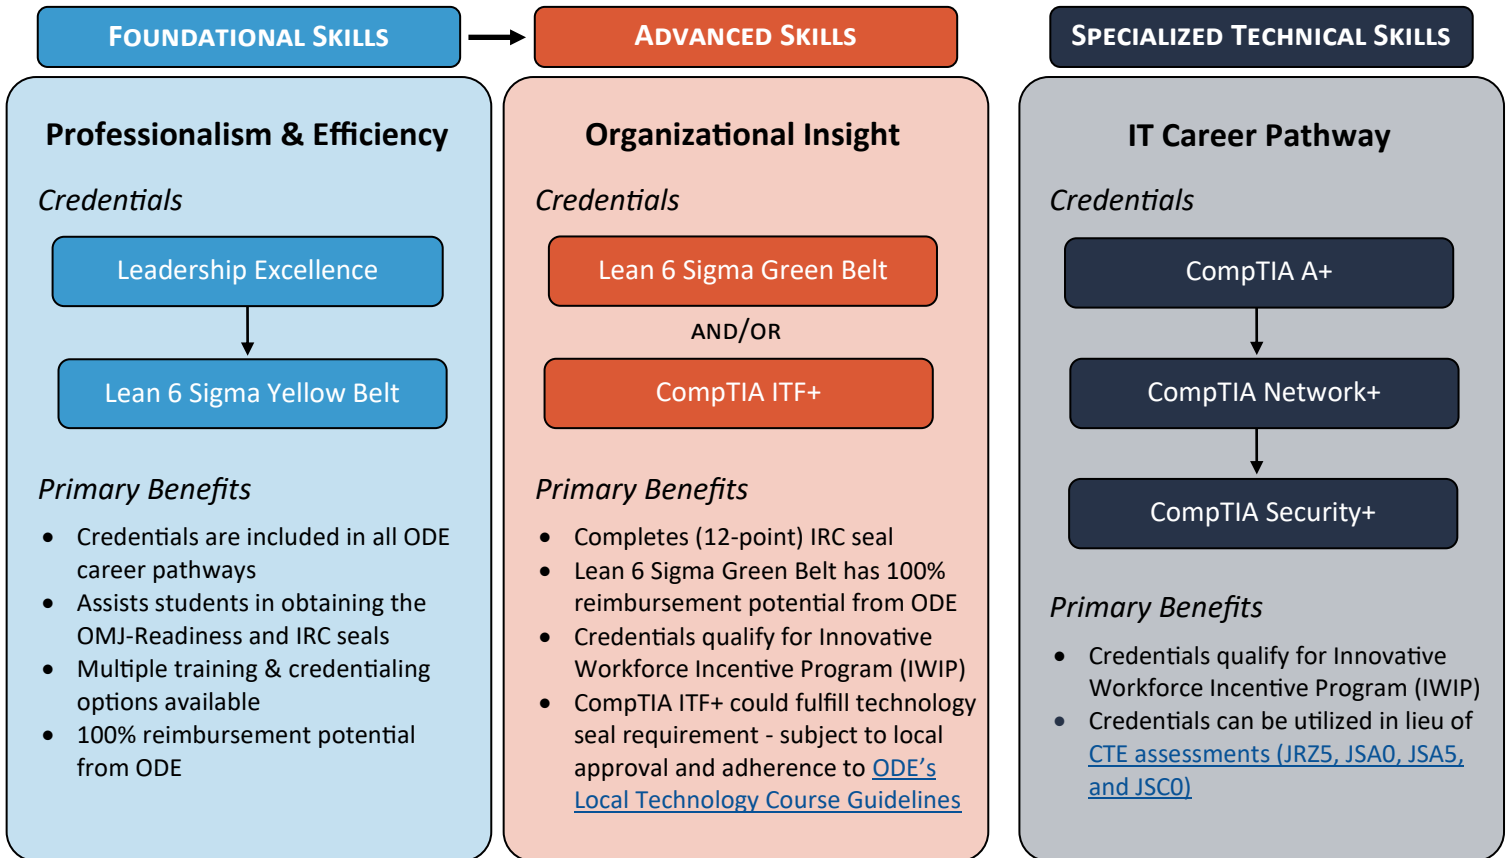 FOUNDATIONAL SKILLS
Professionalism & Efficiency
Credentials
Leadership Excellence
Lean 6 Sigma Yellow Belt
Primary Benefits
• Credentials are included in all ODE
career pathways
• Assists students in obtaining the
OMJ-Readiness and IRC seals
• Multiple training & credentialing
options available
• 100% reimbursement potential
from ODE
ADVANCED SKILLS
Organizational Insight
Credentials
Lean 6 Sigma Green Belt
AND/OR
CompTIA ITF+
Primary Benefits
• Completes (12-point) IRC seal
• Lean 6 Sigma Green Belt has 100%
reimbursement potential from ODE
• Credentials qualify for Innovative
Workforce Incentive Program (IWIP)
• CompTIA ITF+ could fulfill technology
seal requirement - subject to local
approval and adherence to ODE’s
Local Technology Course Guidelines
SPECIALIZED TECHNICAL SKILLS
IT Career Pathway
Credentials
CompTIA A+
CompTIA Network+
CompTIA Security+
Primary Benefits
• Credentials qualify for Innovative
Workforce Incentive Program (IWIP)
• Credentials can be utilized in lieu of
CTE assessments (JRZ5, JSA0, JSA5,
and JSC0)